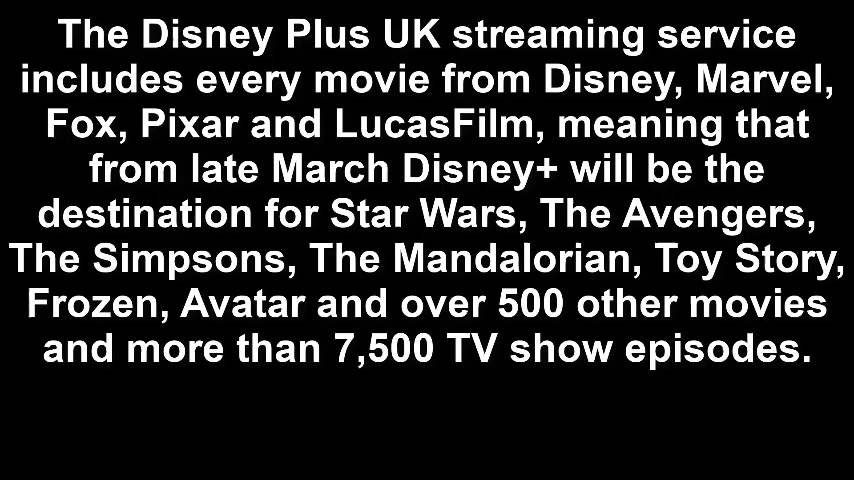 The Disney Plus UK streaming service
includes every movie from Disney, Marvel,
Fox, Pixar and LucasFilm, meaning that
from late March Disney+ will be the
destination for Star Wars, The Avengers,
The Simpsons, The Mandalorian, Toy Story,
Frozen, Avatar and over 500 other movies
and more than 7,500 TV show episodes.